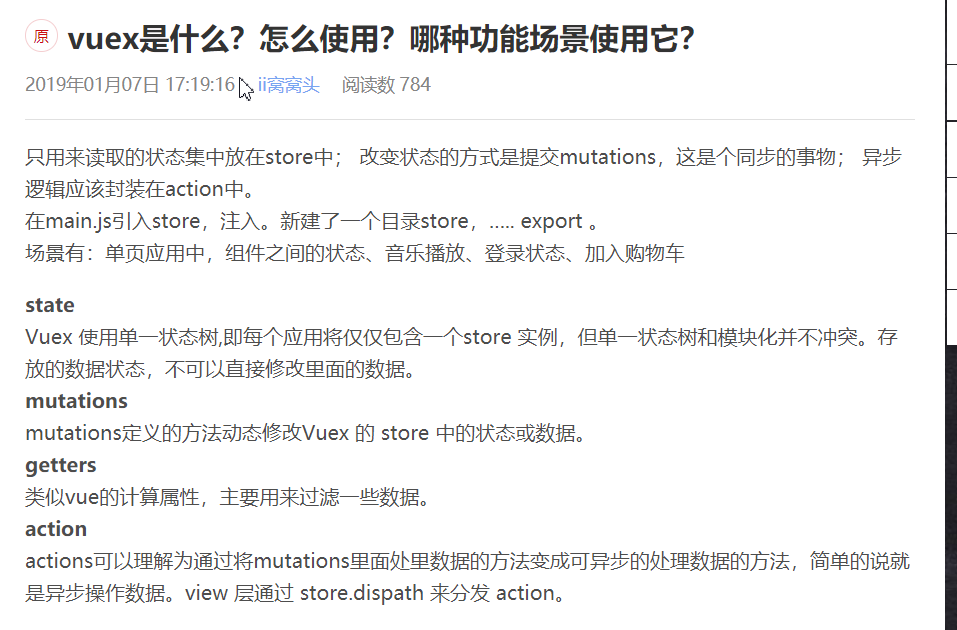 原 vuex是什么？怎么使用？哪种功能场景使用它？
2019年01月07日 17:19:16 ii窝窝头 阅读数 784
只用来读取的状态集中放在store中； 改变状态的方式是提交mutations，这是个同步的事物； 异步
逻辑应该封装在action中。
在main.js引入store，注入。新建了一个目录store，….. export 。
场景有：单页应用中，组件之间的状态、音乐播放、登录状态、加入购物车
state
Vuex 使用单一状态树,即每个应用将仅仅包含一个store 实例，但单一状态树和模块化并不冲突。存
放的数据状态，不可以直接修改里面的数据。
mutations
mutations定义的方法动态修改Vuex 的 store 中的状态或数据。
getters
类似vue的计算属性，主要用来过滤一些数据。
action
actions可以理解为通过将mutations里面处里数据的方法变成可异步的处理数据的方法，简单的说就
是异步操作数据。view 层通过 store.dispath 来分发 action。